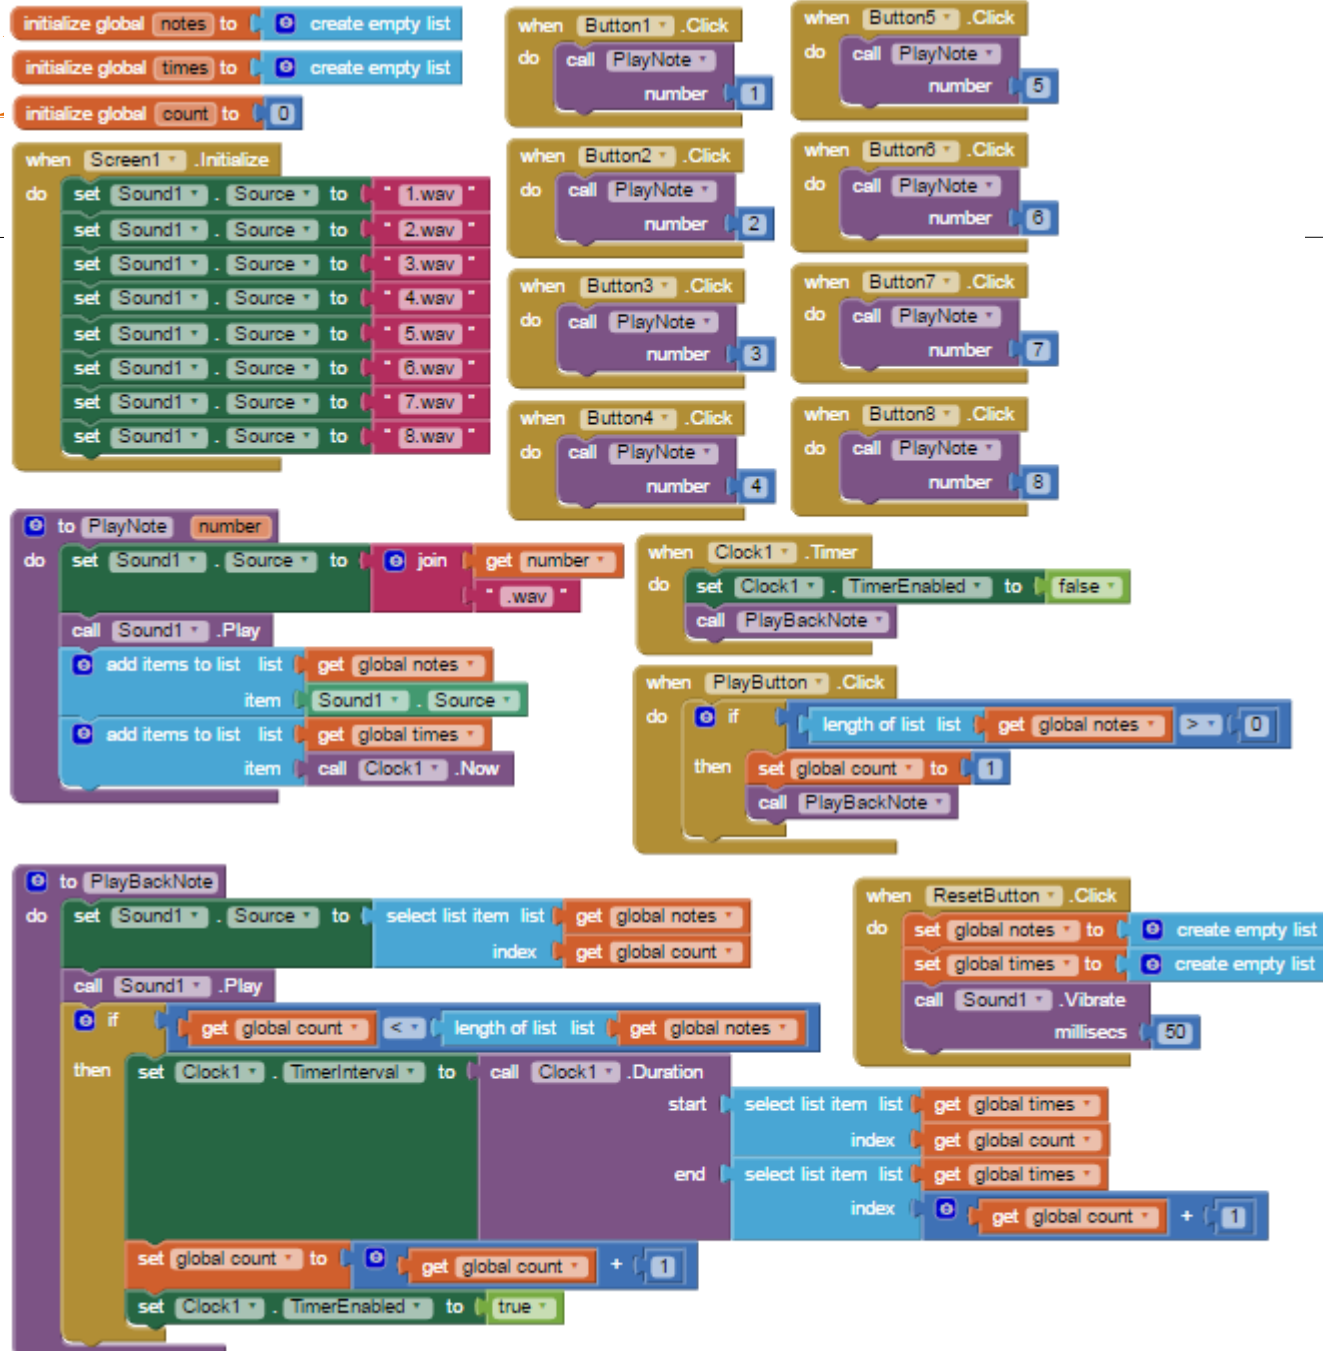 initialize global notes to create empty list
initialize global times to create empty list
initialize global count to 0
when Screen1 .Initialize
do set Sound1 . Source to " 1.wav "
set Sound1 . Source to " 2.wav "
set Sound1 . Source to " 3.wav "
set Sound1 . Source to " 4.wav "
set Sound1 . Source to " 5.wav "
set Sound1 . Source to " 6.wav "
set Sound1 . Source to " 7.wav "
set Sound1 . Source to " 8.wav "
when Button1 .Click
do call PlayNote
number 1
when Button2 .Click
do call PlayNote
number 2
when Button3 .Click
do call PlayNote
number 3
when Button4 .Click
do call PlayNote
number 4
when Button5 .Click
do call PlayNote
number 5
when Button6 .Click
do call PlayNote
number 6
when Button7 .Click
do call PlayNote
number 7
when Button8 .Click
do call PlayNote
number 8
to PlayNote number
do set Sound1 . Source to join get number
" .wav "
call Sound1 .Play
add items to list list get global notes
item Sound1 . Source
add items to list list get global times
item call Clock1 .Now
when Clock1 .Timer
do set Clock1 . TimerEnabled to false
call PlayBackNote
when PlayButton .Click
do if length of list list get global notes > 0
then set global count to 1
call PlayBackNote
to PlayBackNote
do set Sound1 . Source to select list item list get global notes
index get global count
call Sound1 .Play
if get global count < length of list list get global notes
then set Clock1 . TimerInterval to call Clock1 .Duration
start select list item list get global times
index get global count
end select list item list get global times
index get global count + 1
set global count to get global count + 1
set Clock1 . TimerEnabled to true
when ResetButton .Click
do set global notes to create empty list
set global times to create empty list
call Sound1 .Vibrate
millisecs 50